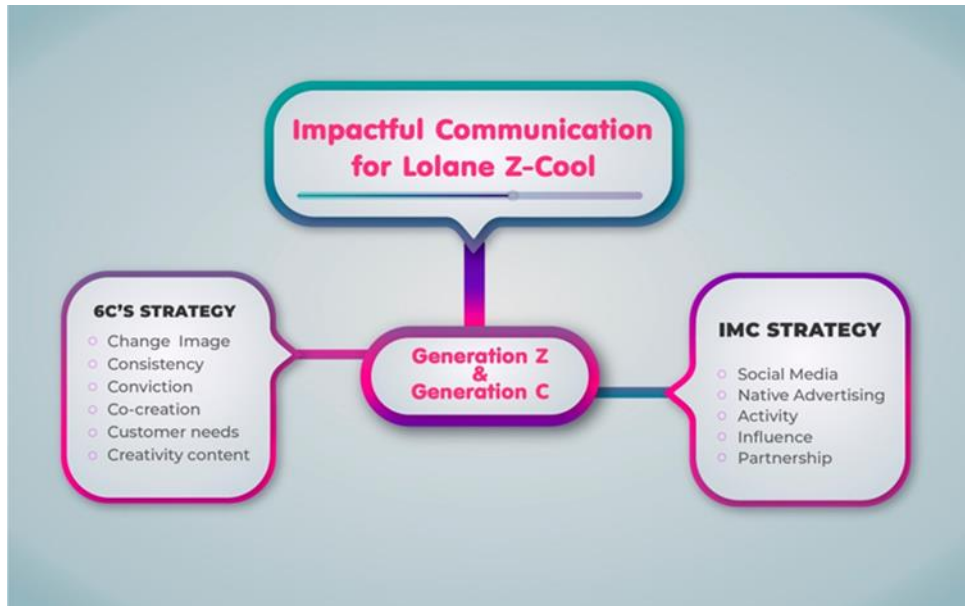 Impactful Communication
for Lolane Z-Cool
6C'S STRATEGY
Change Image
Consistency
Conviction
Co-creation
Customer needs
Creativity content
Generation Z
&
Generation C
IMC STRATEGY
Social Media
Native Advertising
Activity
Influence
Partnership